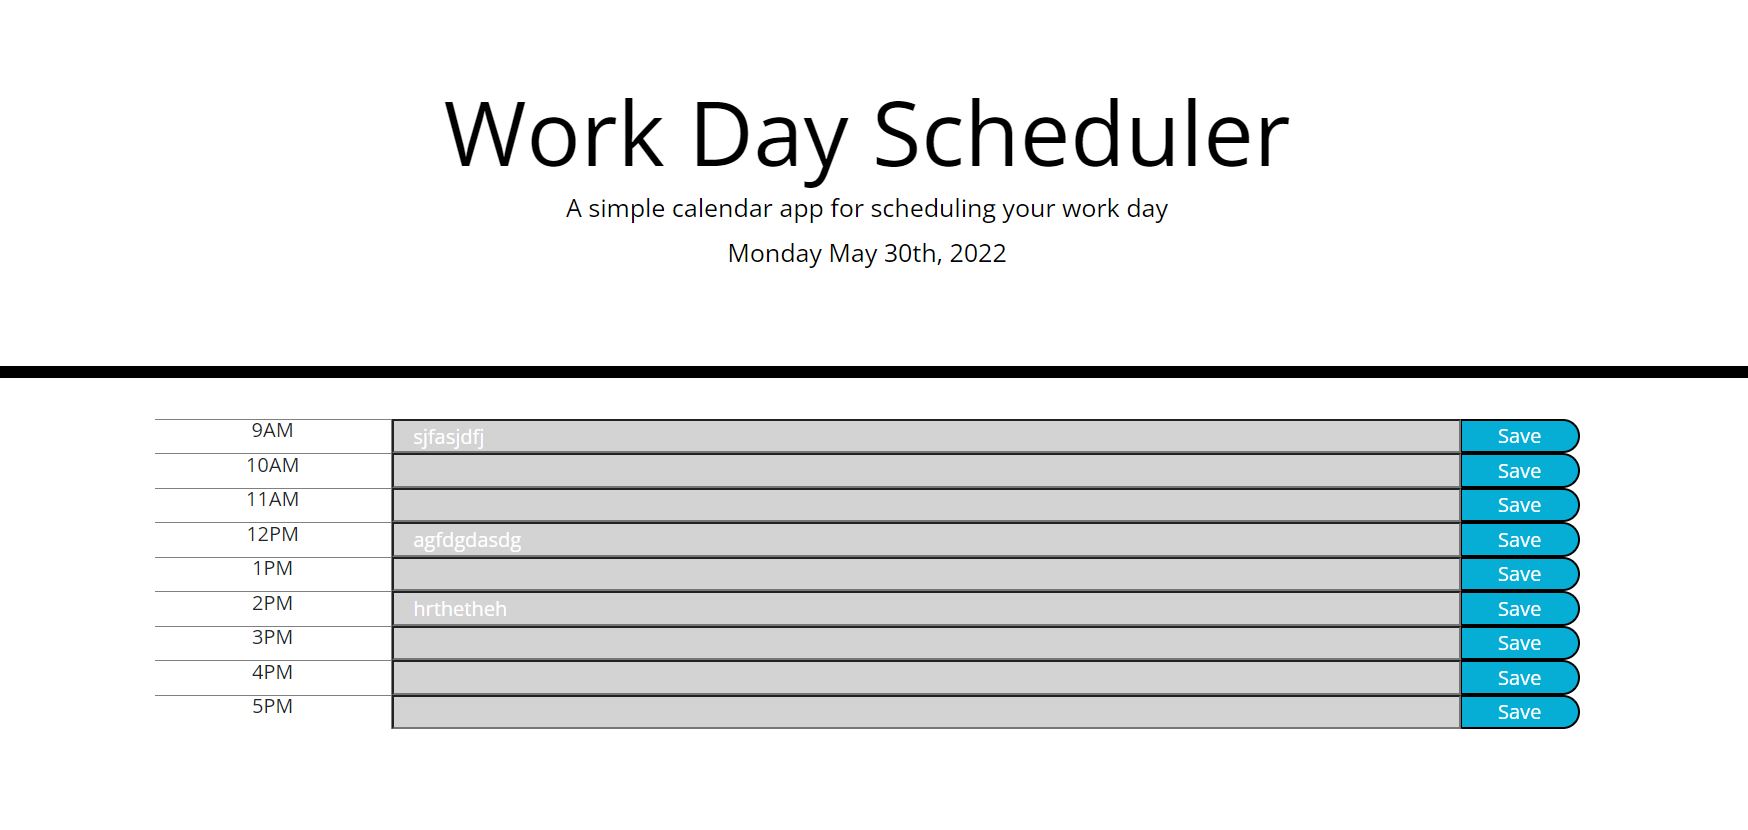 Work Day Scheduler
A simple calendar app for scheduling your work day
Monday May 30th, 2022
9AM sjfasjdfj Save
10AM Save
11AM Save
12PM agfdgdasdg Save
1PM Save
2PM hrthetheh Save
3PM Save
4PM Save
5PM Save